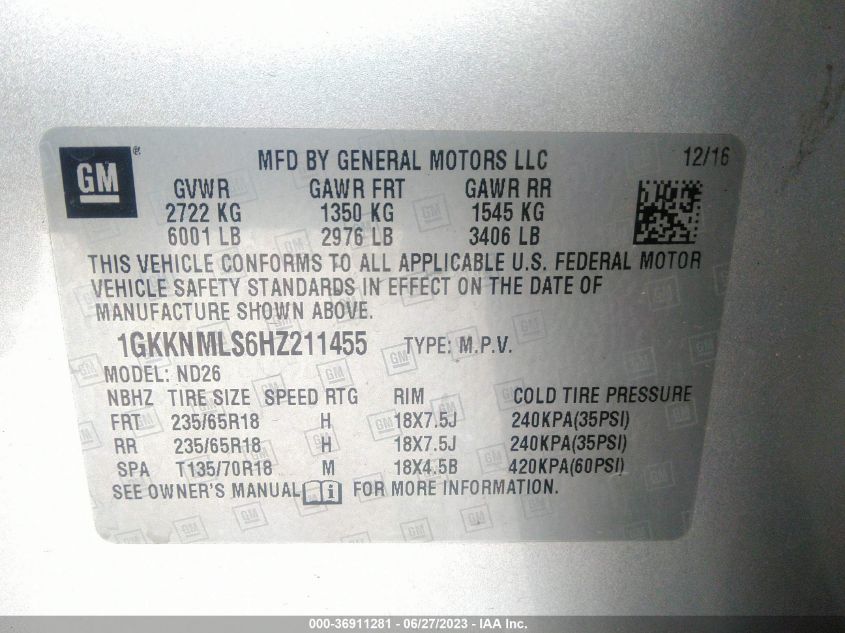 GM ® MFD BY GENERAL MOTORS LLC 12/16
GVWR GAWR FRT GAWR RR
2722 KG 1350 KG 1545 KG
6001 LB 2976 LB 3406 LB
THIS VEHICLE CONFORMS TO ALL APPLICABLE U.S. FEDERAL MOTOR
VEHICLE SAFETY STANDARDS IN EFFECT ON THE DATE OF
MANUFACTURE SHOWN ABOVE.
1GKKNMLS6HZ211455 TYPE: M.P.V.
MODEL: ND26
NBHZ TIRE SIZE SPEED RTG RIM COLD TIRE PRESSURE
FRT 235/65R18 H 18X7.5J 240KPA(35PSI)
RR 235/65R18 H 18X7.5J 240KPA(35PSI)
SPA T135/70R18 M 18X4.5B 420KPA(60PSI)
SEE OWNER'S MANUAL FOR MORE INFORMATION.
000-36911281 - 06/27/2023 - IAA Inc.